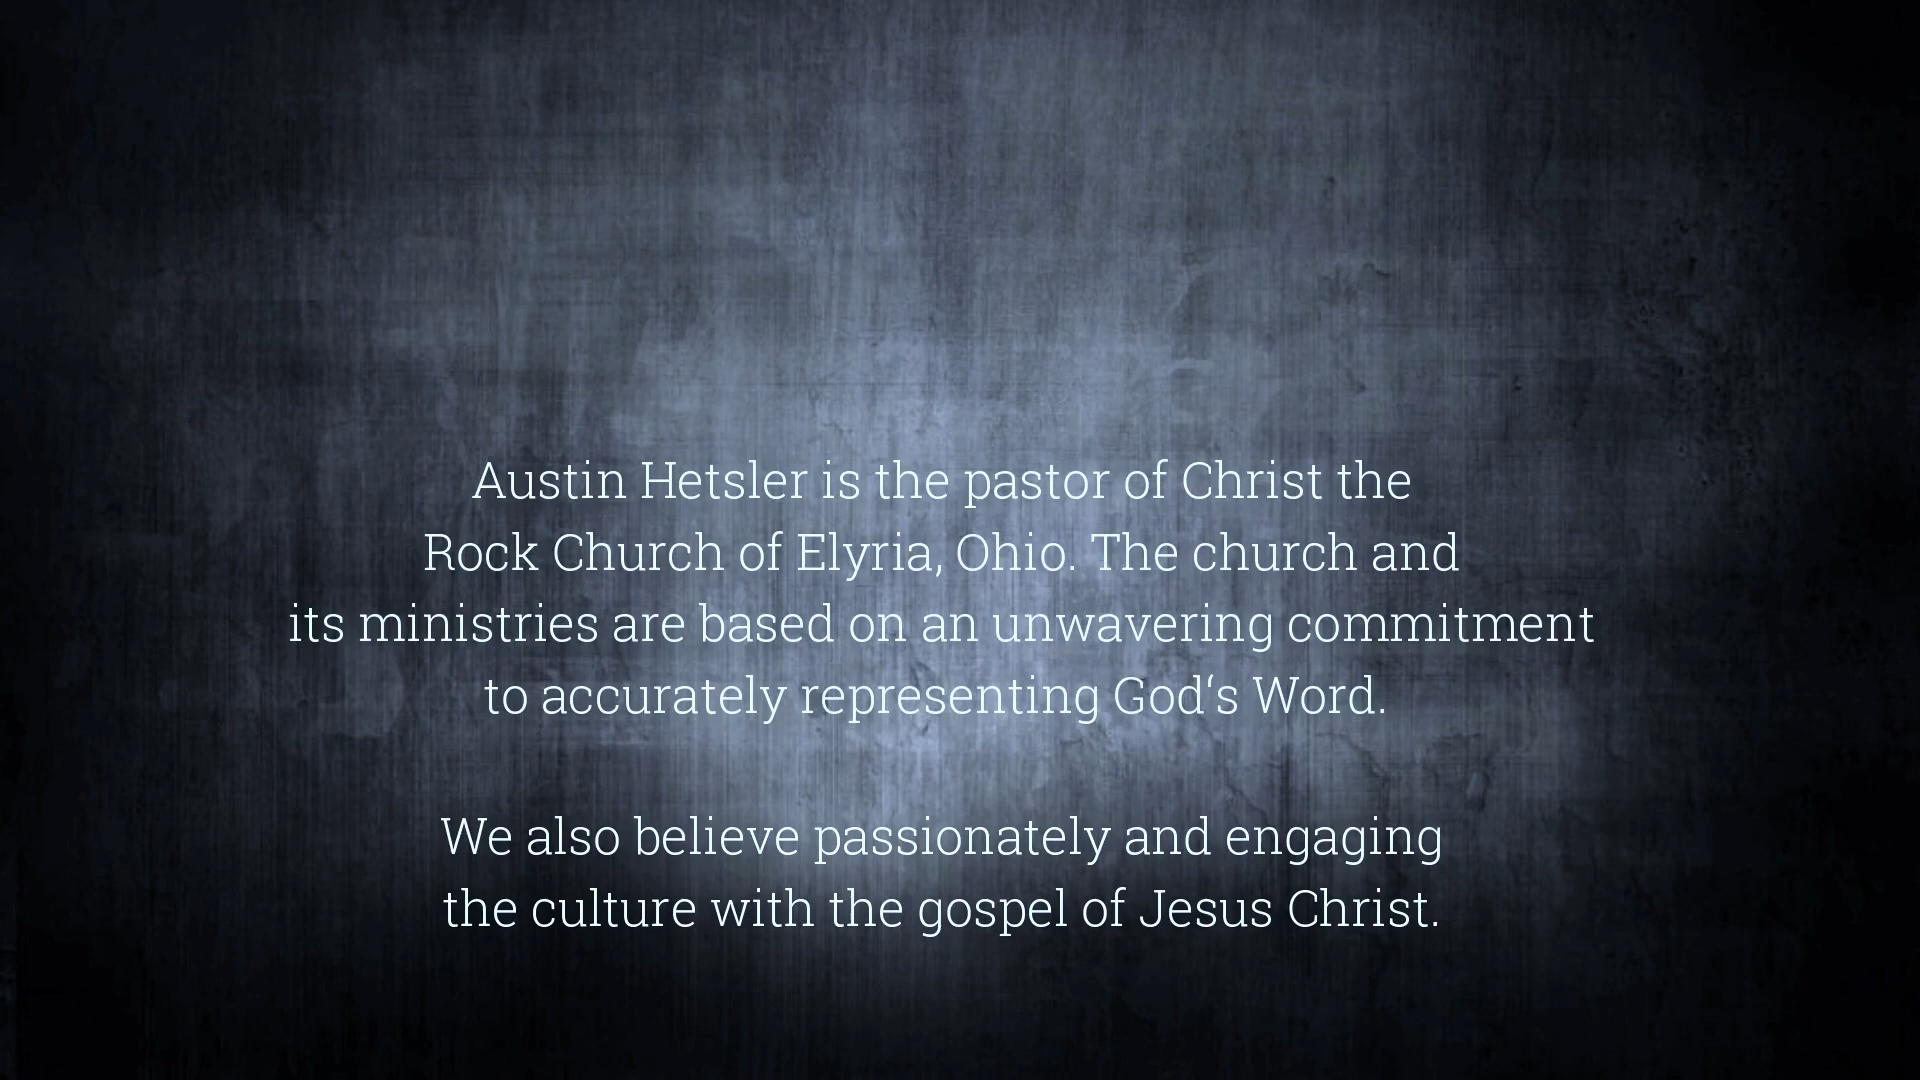 Austin Hetsler is the pastor of Christ the
Rock Church of Elyria, Ohio. The church and
its ministries are based on an unwavering commitment
to accurately representing God‘s Word.
We also believe passionately and engaging
the culture with the gospel of Jesus Christ.